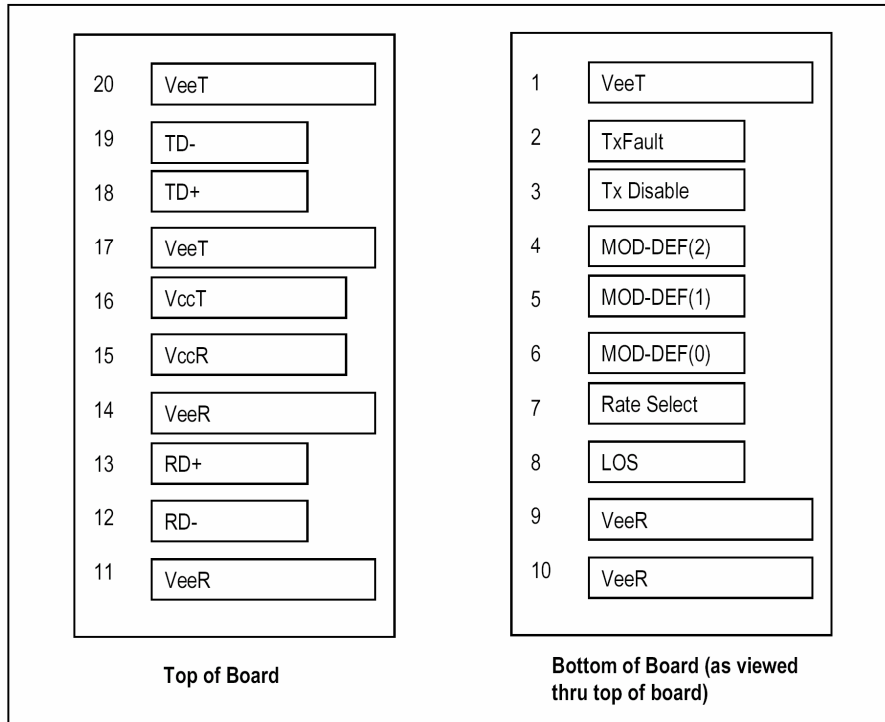 20 VeeT
19 TD-
18 TD+
17 VeeT
16 VccT
15 VccR
14 VeeR
13 RD+
12 RD-
11 VeeR
Top of Board
1 VeeT
2 TxFault
3 Tx Disable
4 MOD-DEF(2)
5 MOD-DEF(1)
6 MOD-DEF(0)
7 Rate Select
8 LOS
9 VeeR
10 VeeR
Bottom of Board (as viewed
thru top of board)